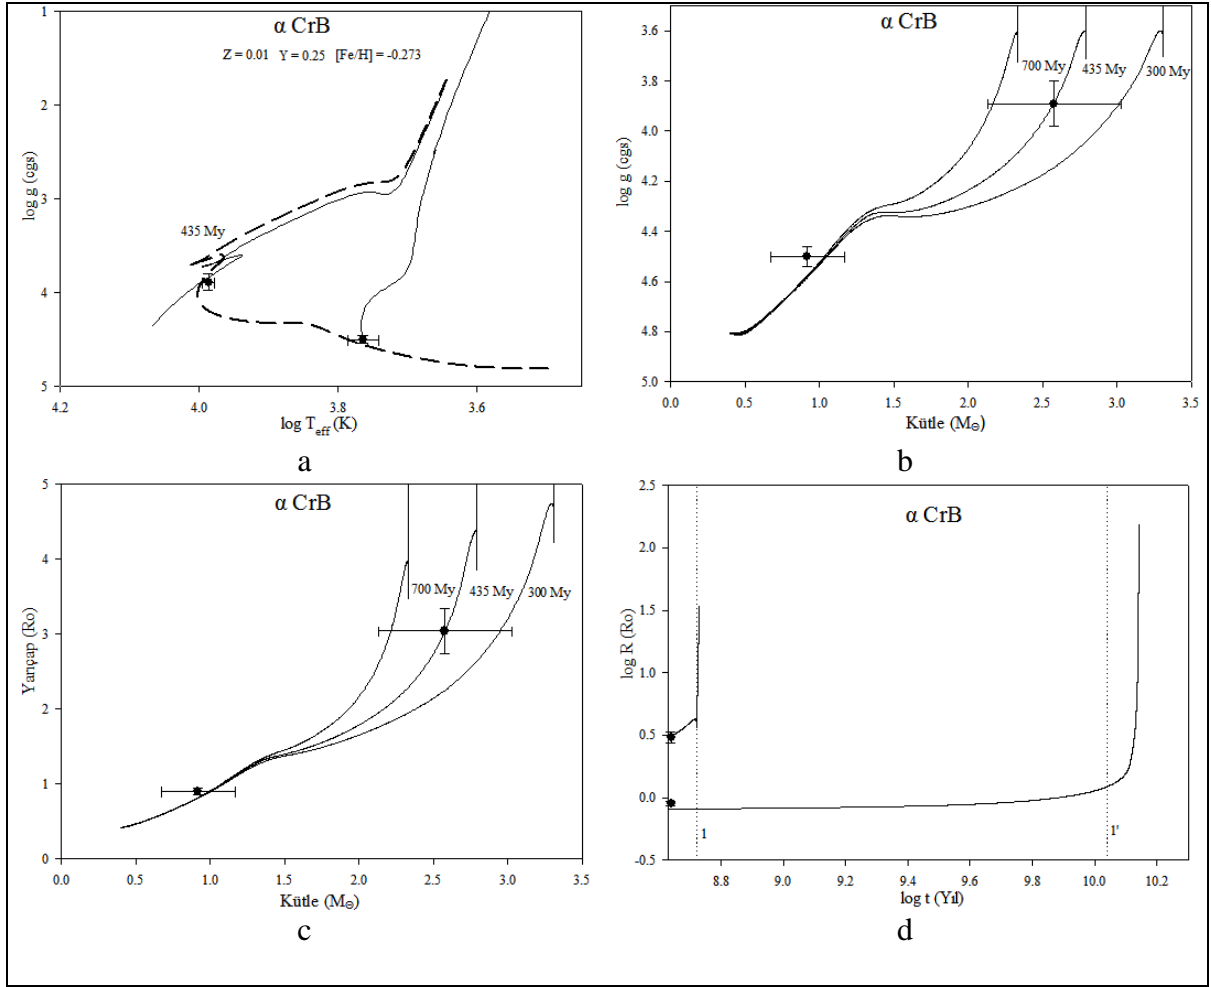 α CrB
Z = 0.01 Y = 0.25 [Fe/H] = -0.273
435 My
log g (cgs)
1
2
3
4
5
4.2 4.0 3.8 3.6
log T_eff (K)
a
α CrB
700 My 435 My 300 My
log g (cgs)
3.6
3.8
4.0
4.2
4.4
4.6
4.8
5.0
0.0 0.5 1.0 1.5 2.0 2.5 3.0 3.5
Kütle (M⊙)
b
α CrB
700 My 435 My 300 My
Yarıçap (Ro)
5
4
3
2
1
0
0.0 0.5 1.0 1.5 2.0 2.5 3.0 3.5
Kütle (M⊙)
c
α CrB
log R (Ro)
2.5
2.0
1.5
1.0
0.5
0.0
-0.5
1 1'
8.8 9.0 9.2 9.4 9.6 9.8 10.0 10.2
log t (Yıl)
d